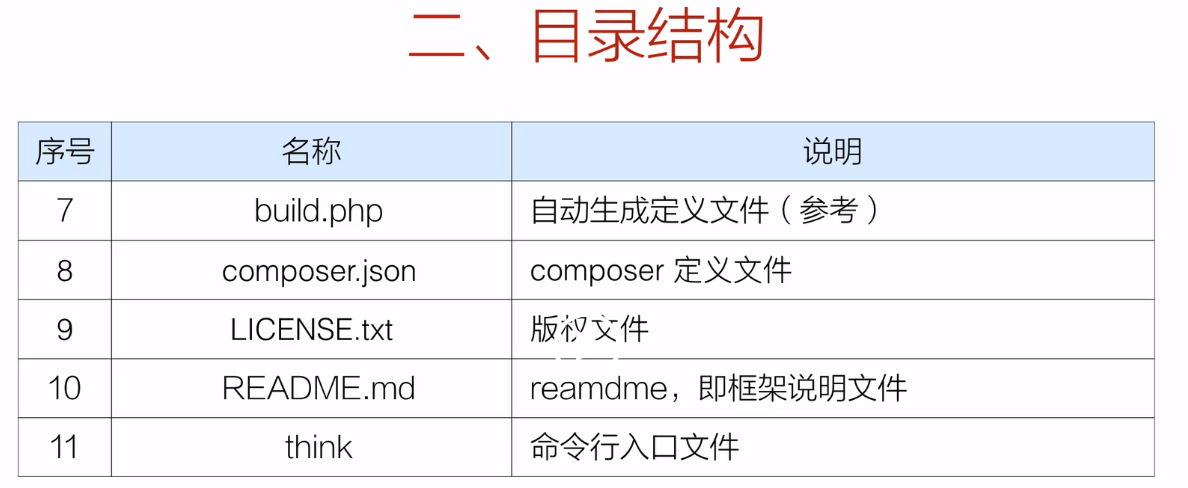 二、目录结构
序号 名称 说明
7 build.php 自动生成定义文件（参考）
8 composer.json composer 定义文件
9 LICENSE.txt 版权文件
10 README.md reamdme，即框架说明文件
11 think 命令行入口文件